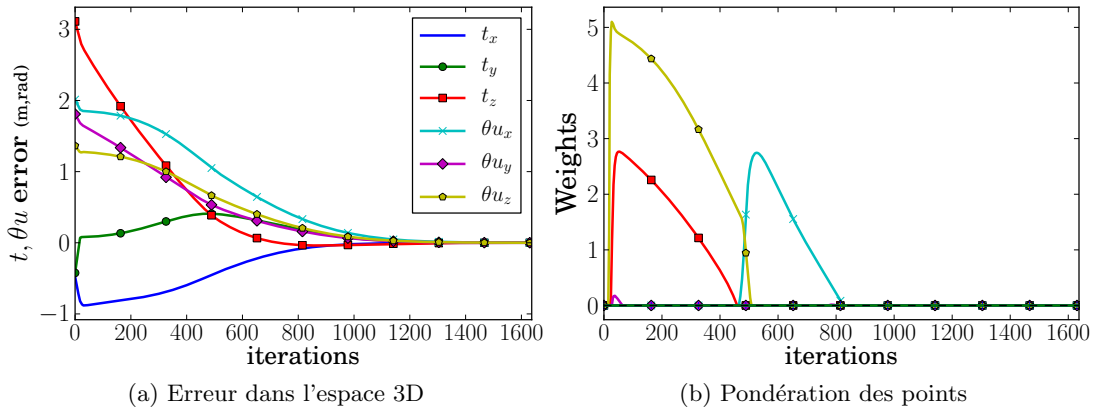 3
2
1
0
−1
t, θu error (m,rad)
0 200 400 600 800 1000 1200 1400 1600
iterations
t_x
t_y
t_z
θu_x
θu_y
θu_z
(a) Erreur dans l'espace 3D
5
4
3
2
1
0
Weights
0 200 400 600 800 1000 1200 1400 1600
iterations
(b) Pondération des points